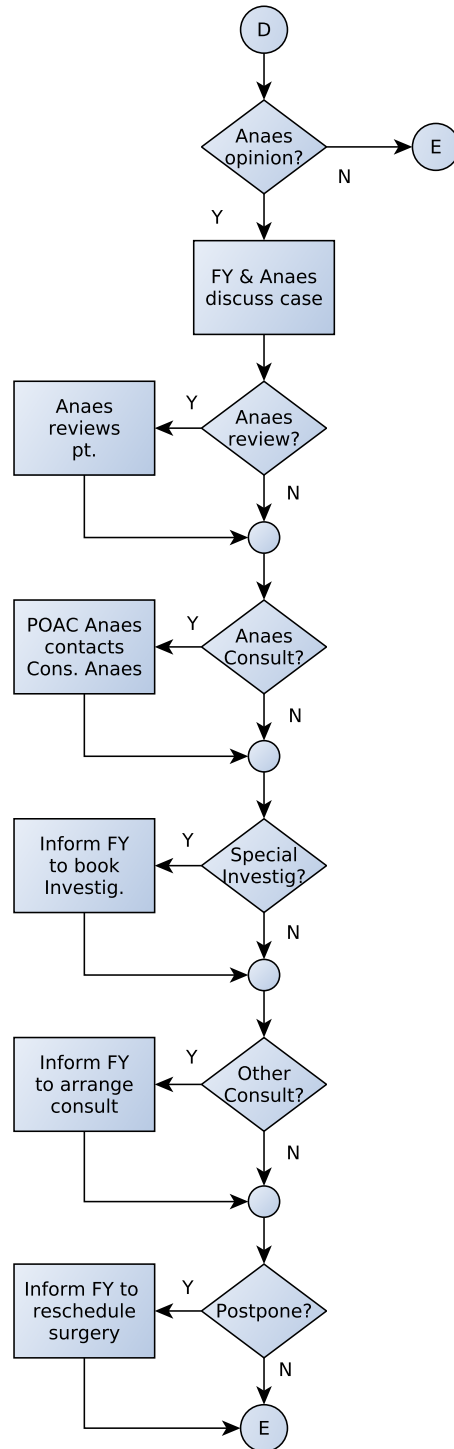 D
Anaes
opinion?
E
N
Y
FY & Anaes
discuss case
Anaes
reviews
pt.
Y
Anaes
review?
N
POAC Anaes
contacts
Cons. Anaes
Y
Anaes
Consult?
N
Inform FY
to book
Investig.
Y
Special
Investig?
N
Inform FY
to arrange
consult
Y
Other
Consult?
N
Inform FY to
reschedule
surgery
Y
Postpone?
N
E